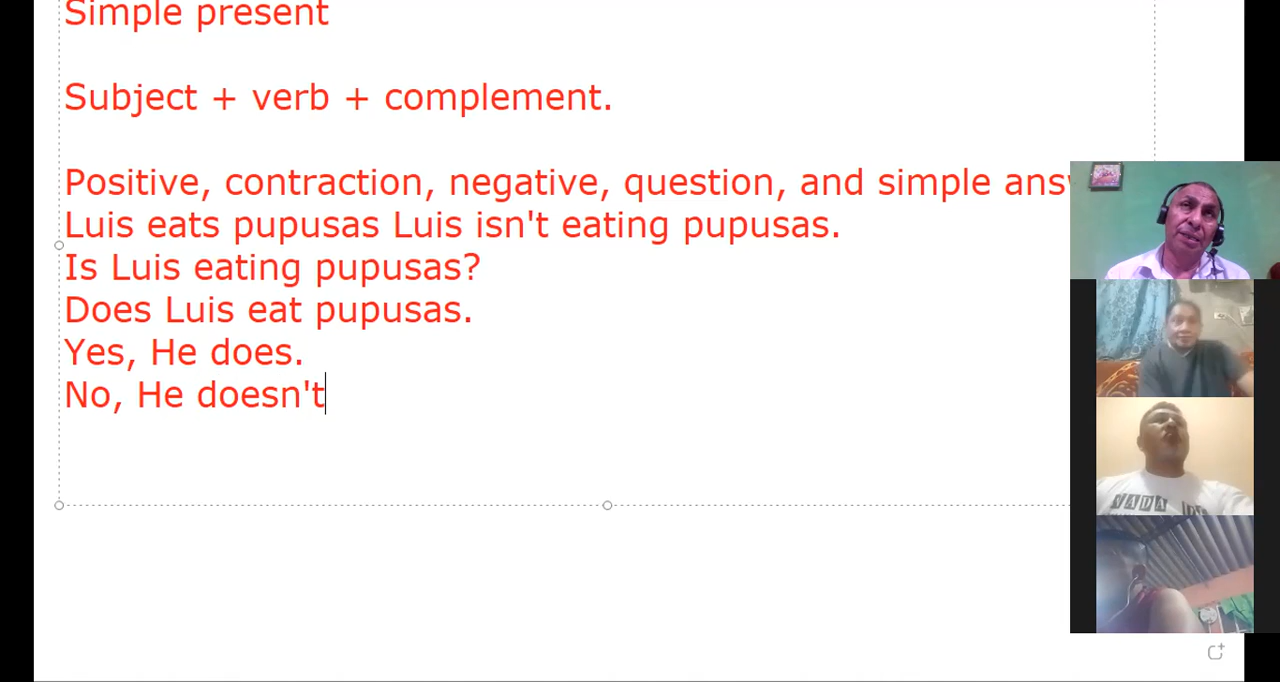 Simple present
Subject + verb + complement.
Positive, contraction, negative, question, and simple
Luis eats pupusas Luis isn't eating pupusas.
Is Luis eating pupusas?
Does Luis eat pupusas.
Yes, He does.
No, He doesn't